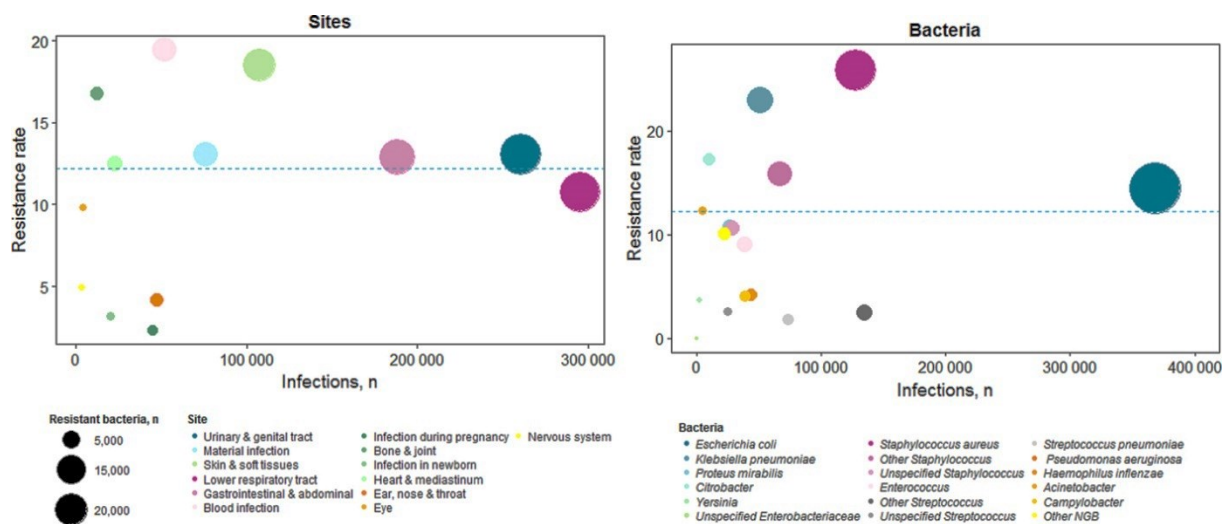 Sites
Resistance rate
20
15
10
5
0
100 000
200 000
300 000
Infections, n
Resistant bacteria, n
5,000
15,000
20,000
Site
Urinary & genital tract
Material infection
Skin & soft tissues
Lower respiratory tract
Gastrointestinal & abdominal
Blood infection
Infection during pregnancy
Bone & joint
Infection in newborn
Heart & mediastinum
Ear, nose & throat
Eye
Nervous system
Bacteria
Resistance rate
20
10
0
0
100 000
200 000
300 000
400 000
Infections, n
Bacteria
Escherichia coli
Klebsiella pneumoniae
Proteus mirabilis
Citrobacter
Yersinia
Unspecified Enterobacteriaceae
Staphylococcus aureus
Other Staphylococcus
Unspecified Staphylococcus
Enterococcus
Other Streptococcus
Unspecified Streptococcus
Streptococcus pneumoniae
Pseudomonas aeruginosa
Haemophilus inflenzae
Acinetobacter
Campylobacter
Other NGB